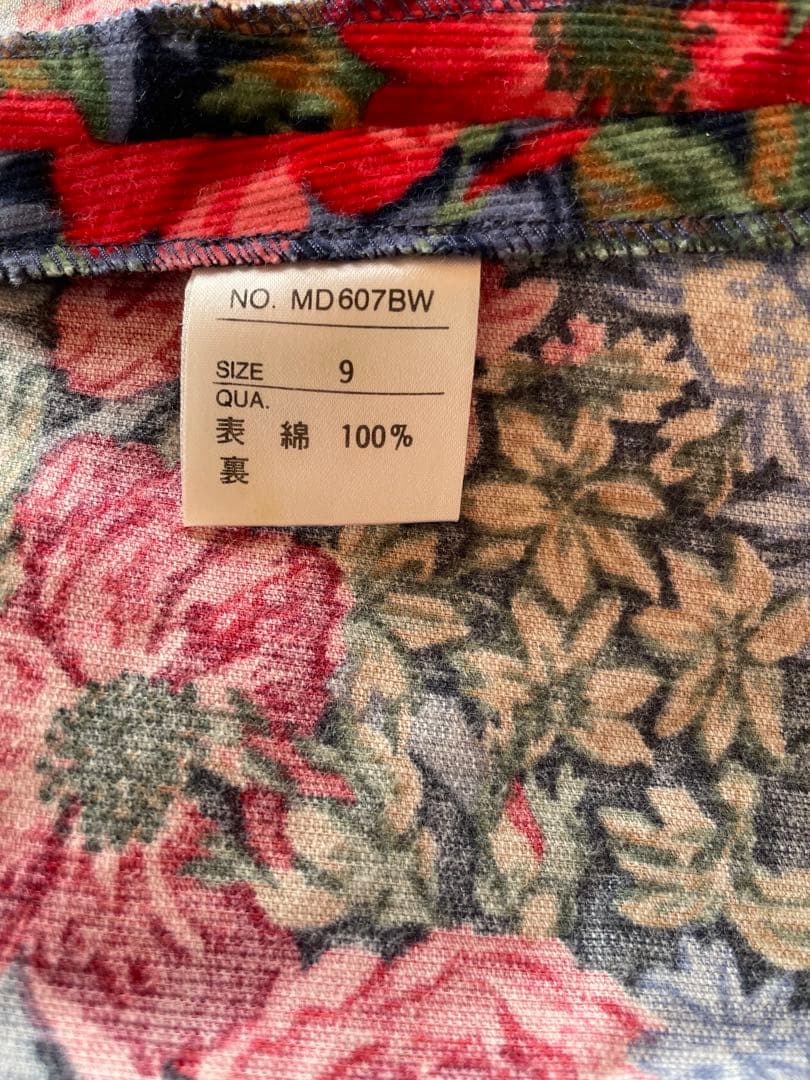 NO. MD607BW
SIZE 9
QUA.
表 綿 100%
裏